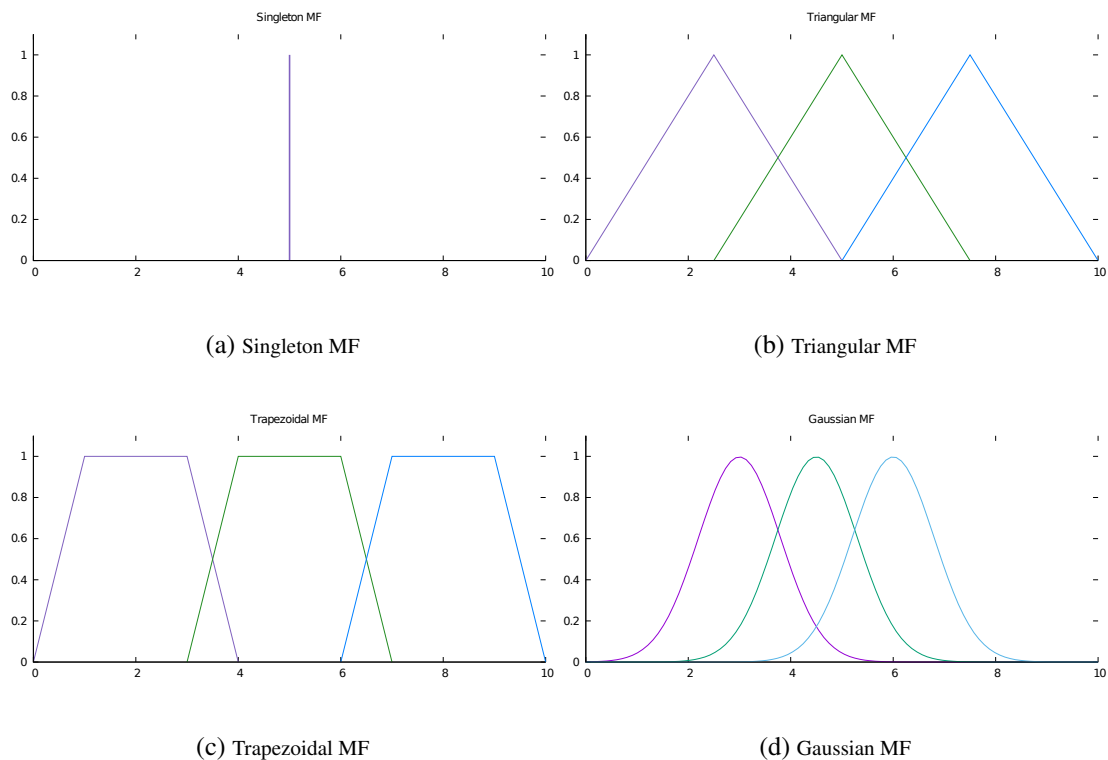 Singleton MF
1
0.8
0.6
0.4
0.2
0
0 2 4 6 8 10
(a) Singleton MF
Triangular MF
1
0.8
0.6
0.4
0.2
0
0 2 4 6 8 10
(b) Triangular MF
Trapezoidal MF
1
0.8
0.6
0.4
0.2
0
0 2 4 6 8 10
(c) Trapezoidal MF
Gaussian MF
1
0.8
0.6
0.4
0.2
0
0 2 4 6 8 10
(d) Gaussian MF